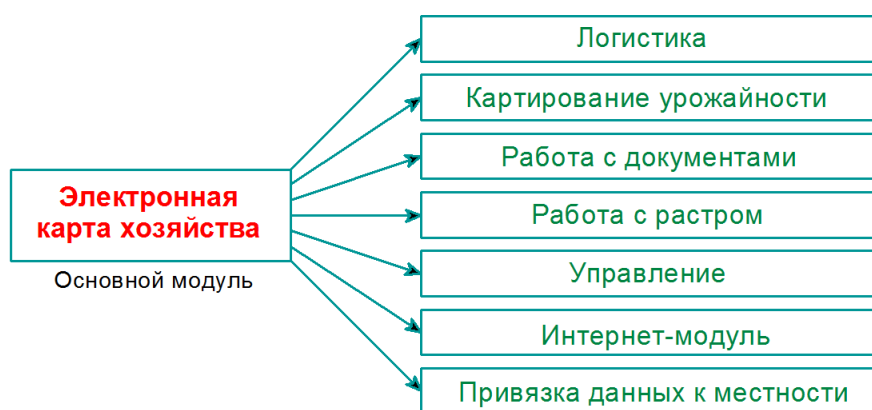 Электронная
карта хозяйства
Основной модуль
Логистика
Картирование урожайности
Работа с документами
Работа с растром
Управление
Интернет-модуль
Привязка данных к местности